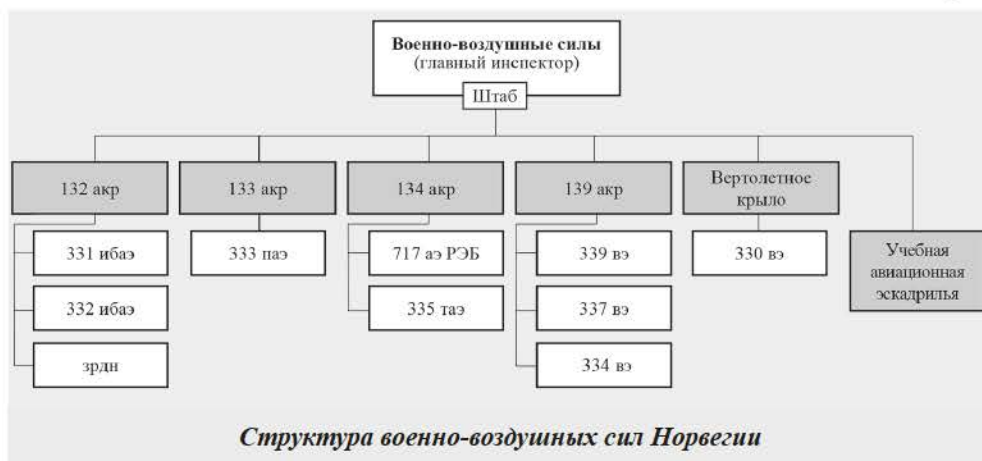 Военно-воздушные силы
(главный инспектор)
Штаб
132 акр
133 акр
134 акр
139 акр
Вертолетное
крыло
331 ибаэ
333 паэ
717 аэ РЭБ
339 вэ
330 вэ
Учебная
авиационная
эскадрилья
332 ибаэ
335 таэ
337 вэ
зрдн
334 вэ
Структура военно-воздушных сил Норвегии